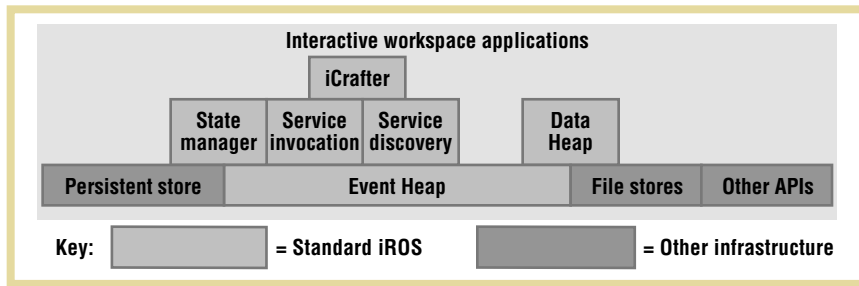 Interactive workspace applications
iCrafter
State
manager
Service
invocation
Service
discovery
Data
Heap
Persistent store
Event Heap
File stores
Other APIs
Key:
= Standard iROS
= Other infrastructure